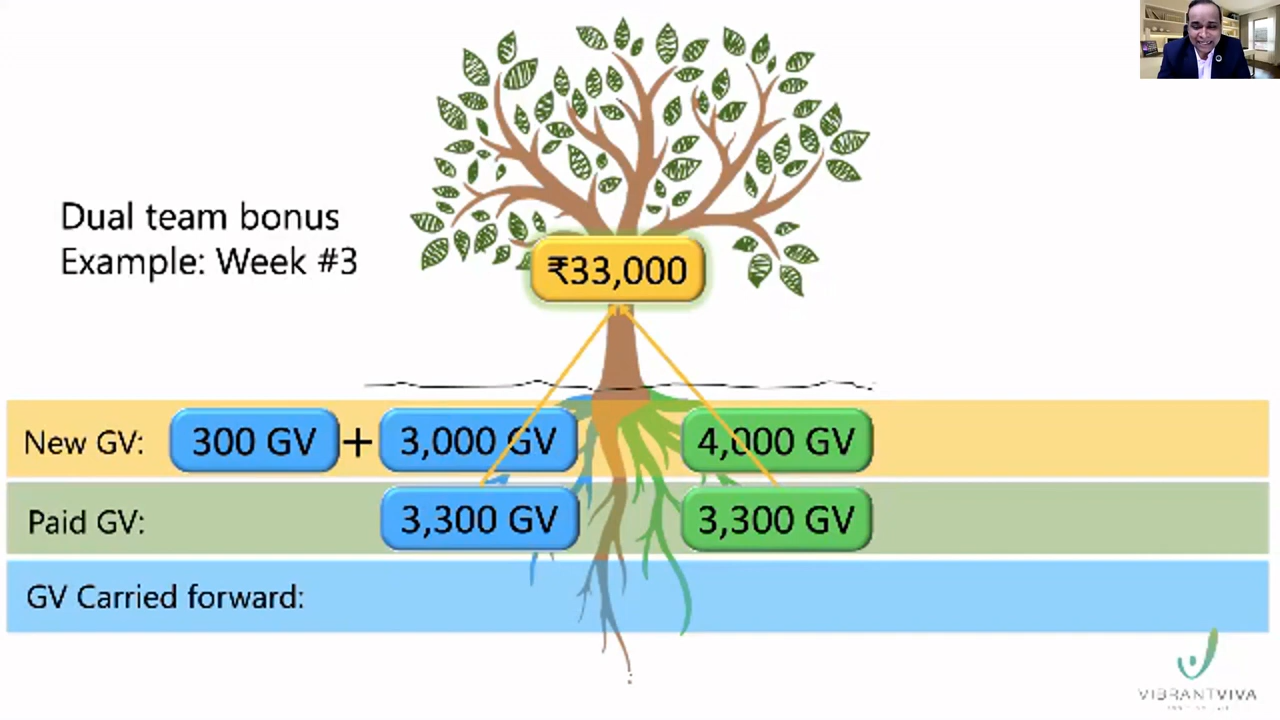 Dual team bonus
Example: Week #3
₹33,000
New GV: 300 GV + 3,000 GV 4,000 GV
Paid GV: 3,300 GV 3,300 GV
GV Carried forward:
VIBRANTVIVA